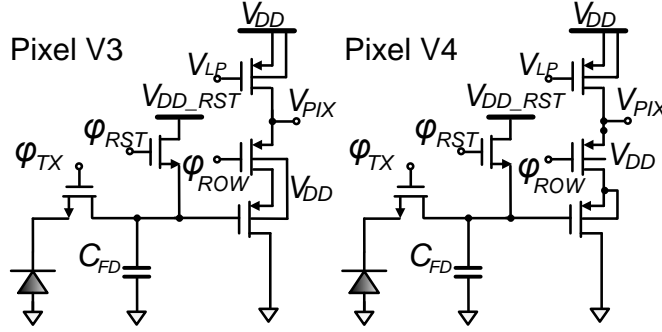 Pixel V3
V_DD
V_LP
V_DD_RST
V_PIX
φ_RST
φ_TX
φ_ROW
V_DD
C_FD
Pixel V4
V_DD
V_LP
V_DD_RST
V_PIX
φ_RST
φ_TX
φ_ROW
V_DD
C_FD